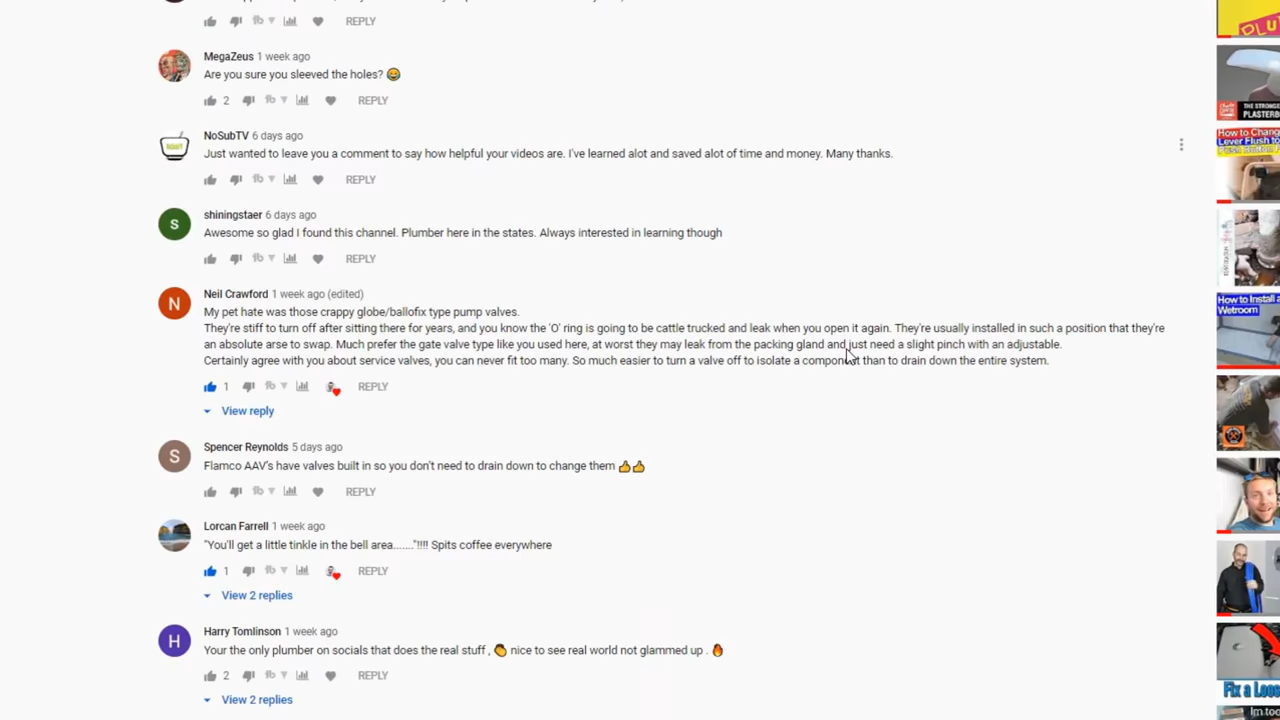 REPLY
MegaZeus 1 week ago
Are you sure you sleeved the holes? 😂
2 REPLY
NoSubTV 6 days ago
Just wanted to leave you a comment to say how helpful your videos are. I've learned alot and saved alot of time and money. Many thanks.
REPLY
S
shiningstaer 6 days ago
Awesome so glad I found this channel. Plumber here in the states. Always interested in learning though
REPLY
N
Neil Crawford 1 week ago (edited)
My pet hate was those crappy globe/ballofix type pump valves.
They're stiff to turn off after sitting there for years, and you know the 'O' ring is going to be cattle trucked and leak when you open it again. They're usually installed in such a position that they're
an absolute arse to swap. Much prefer the gate valve type like you used here, at worst they may leak from the packing gland and just need a slight pinch with an adjustable.
Certainly agree with you about service valves, you can never fit too many. So much easier to turn a valve off to isolate a component than to drain down the entire system.
1 REPLY
View reply
S
Spencer Reynolds 5 days ago
Flamco AAV's have valves built in so you don't need to drain down to change them 👍👍
REPLY
Lorcan Farrell 1 week ago
"You'll get a little tinkle in the bell area......."!!!! Spits coffee everywhere
1 REPLY
View 2 replies
H
Harry Tomlinson 1 week ago
Your the only plumber on socials that does the real stuff , 👏 nice to see real world not glammed up . 🔥
2 REPLY
View 2 replies
PLU
THE STRONGES
PLASTERB
How to Chang
Lever Flush to
How to Install a
Wetroom
Fix a Loos
Im too